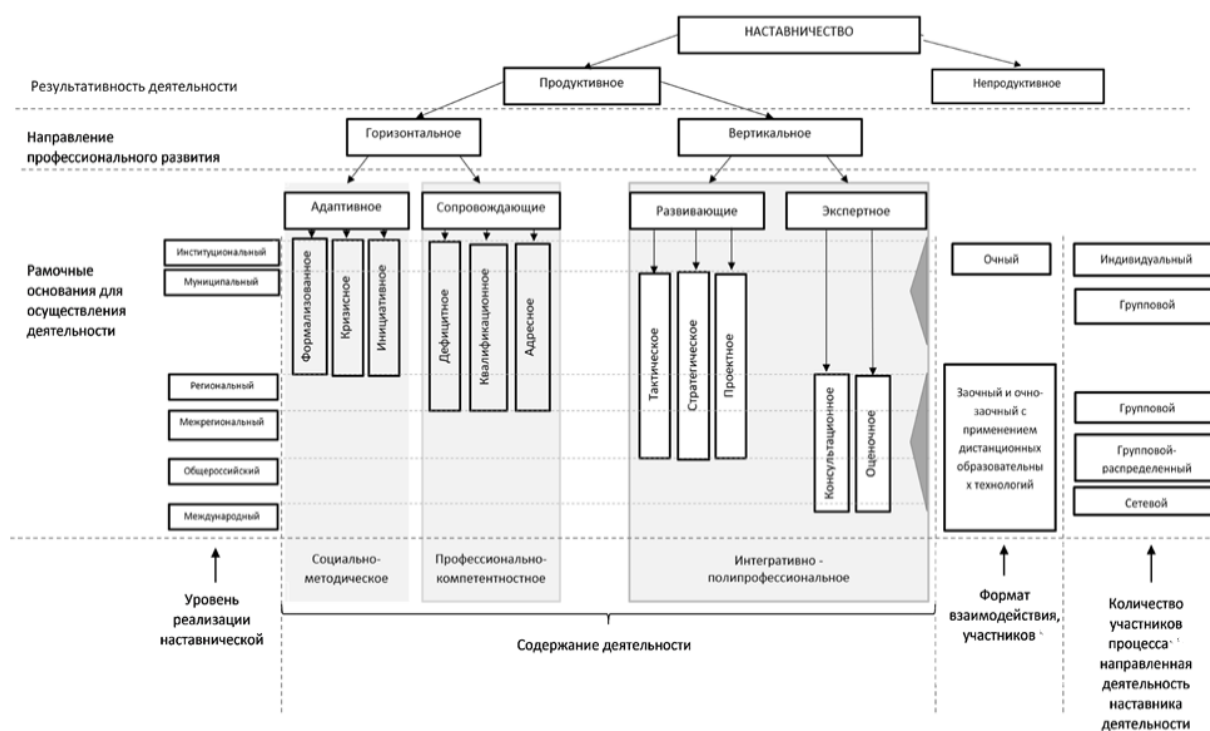 НАСТАВНИЧЕСТВО
Результативность деятельности
Продуктивное
Непродуктивное
Направление
профессионального развития
Горизонтальное
Вертикальное
Адаптивное
Сопровождающие
Развивающие
Экспертное
Рамочные
основания для
осуществления
деятельности
Институциональный
Муниципальный
Региональный
Межрегиональный
Общероссийский
Международный
Формализованное
Кризисное
Инициативное
Дефицитное
Квалификационное
Адресное
Тактическое
Стратегическое
Проектное
Консультационное
Оценочное
Очный
Заочный и очно-
заочный с
применением
дистанционных
образовательны
х технологий
Индивидуальный
Групповой
Групповой
Групповой-
распределенный
Сетевой
Социально-
методическое
Профессионально-
компетентностное
Интегративно -
полипрофессиональное
Уровень
реализации
наставнической
Содержание деятельности
Формат
взаимодействия,
участников
Количество
участников
процесса
направленная
деятельность
наставника
деятельности